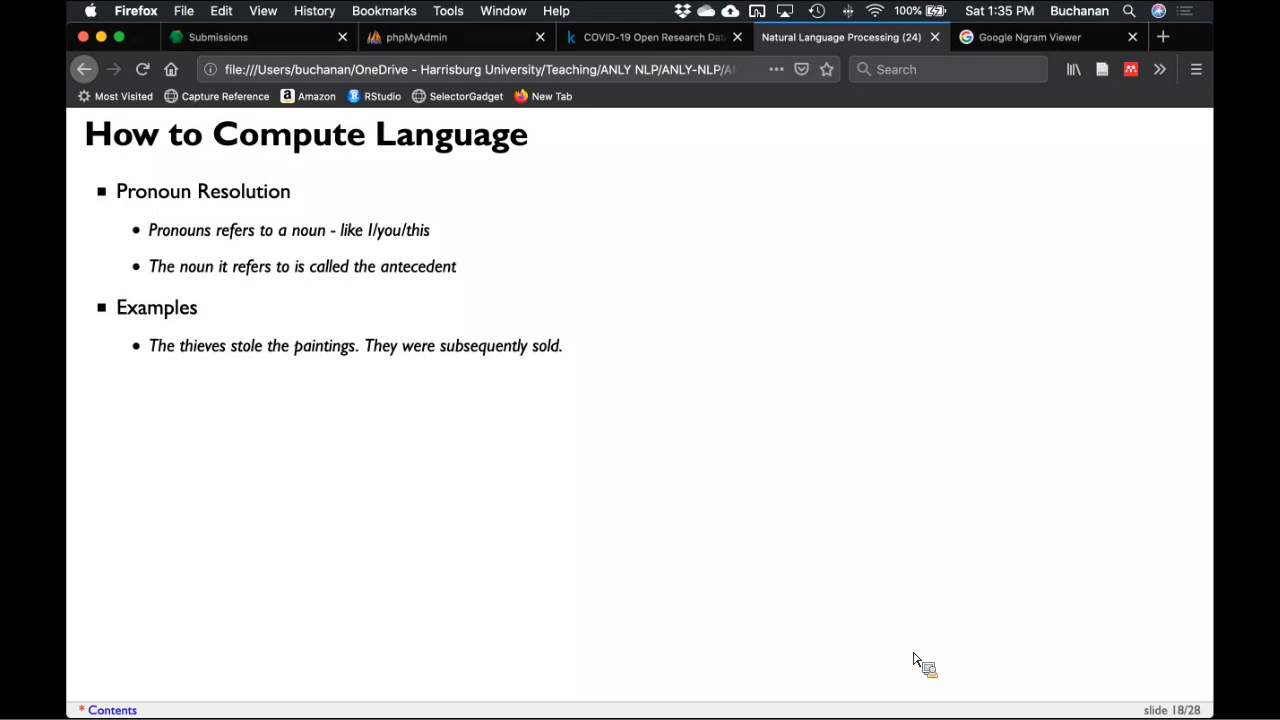 Firefox File Edit View History Bookmarks Tools Window Help 100% Sat 1:35 PM Buchanan
Submissions phpMyAdmin COVID-19 Open Research Dat Natural Language Processing (24) Google Ngram Viewer
file:///Users/buchanan/OneDrive - Harrisburg University/Teaching/ANLY NLP/ANLY-NLP/A Search
Most Visited Capture Reference Amazon RStudio SelectorGadget New Tab
How to Compute Language
Pronoun Resolution
Pronouns refers to a noun - like I/you/this
The noun it refers to is called the antecedent
Examples
The thieves stole the paintings. They were subsequently sold.
* Contents slide 18/28